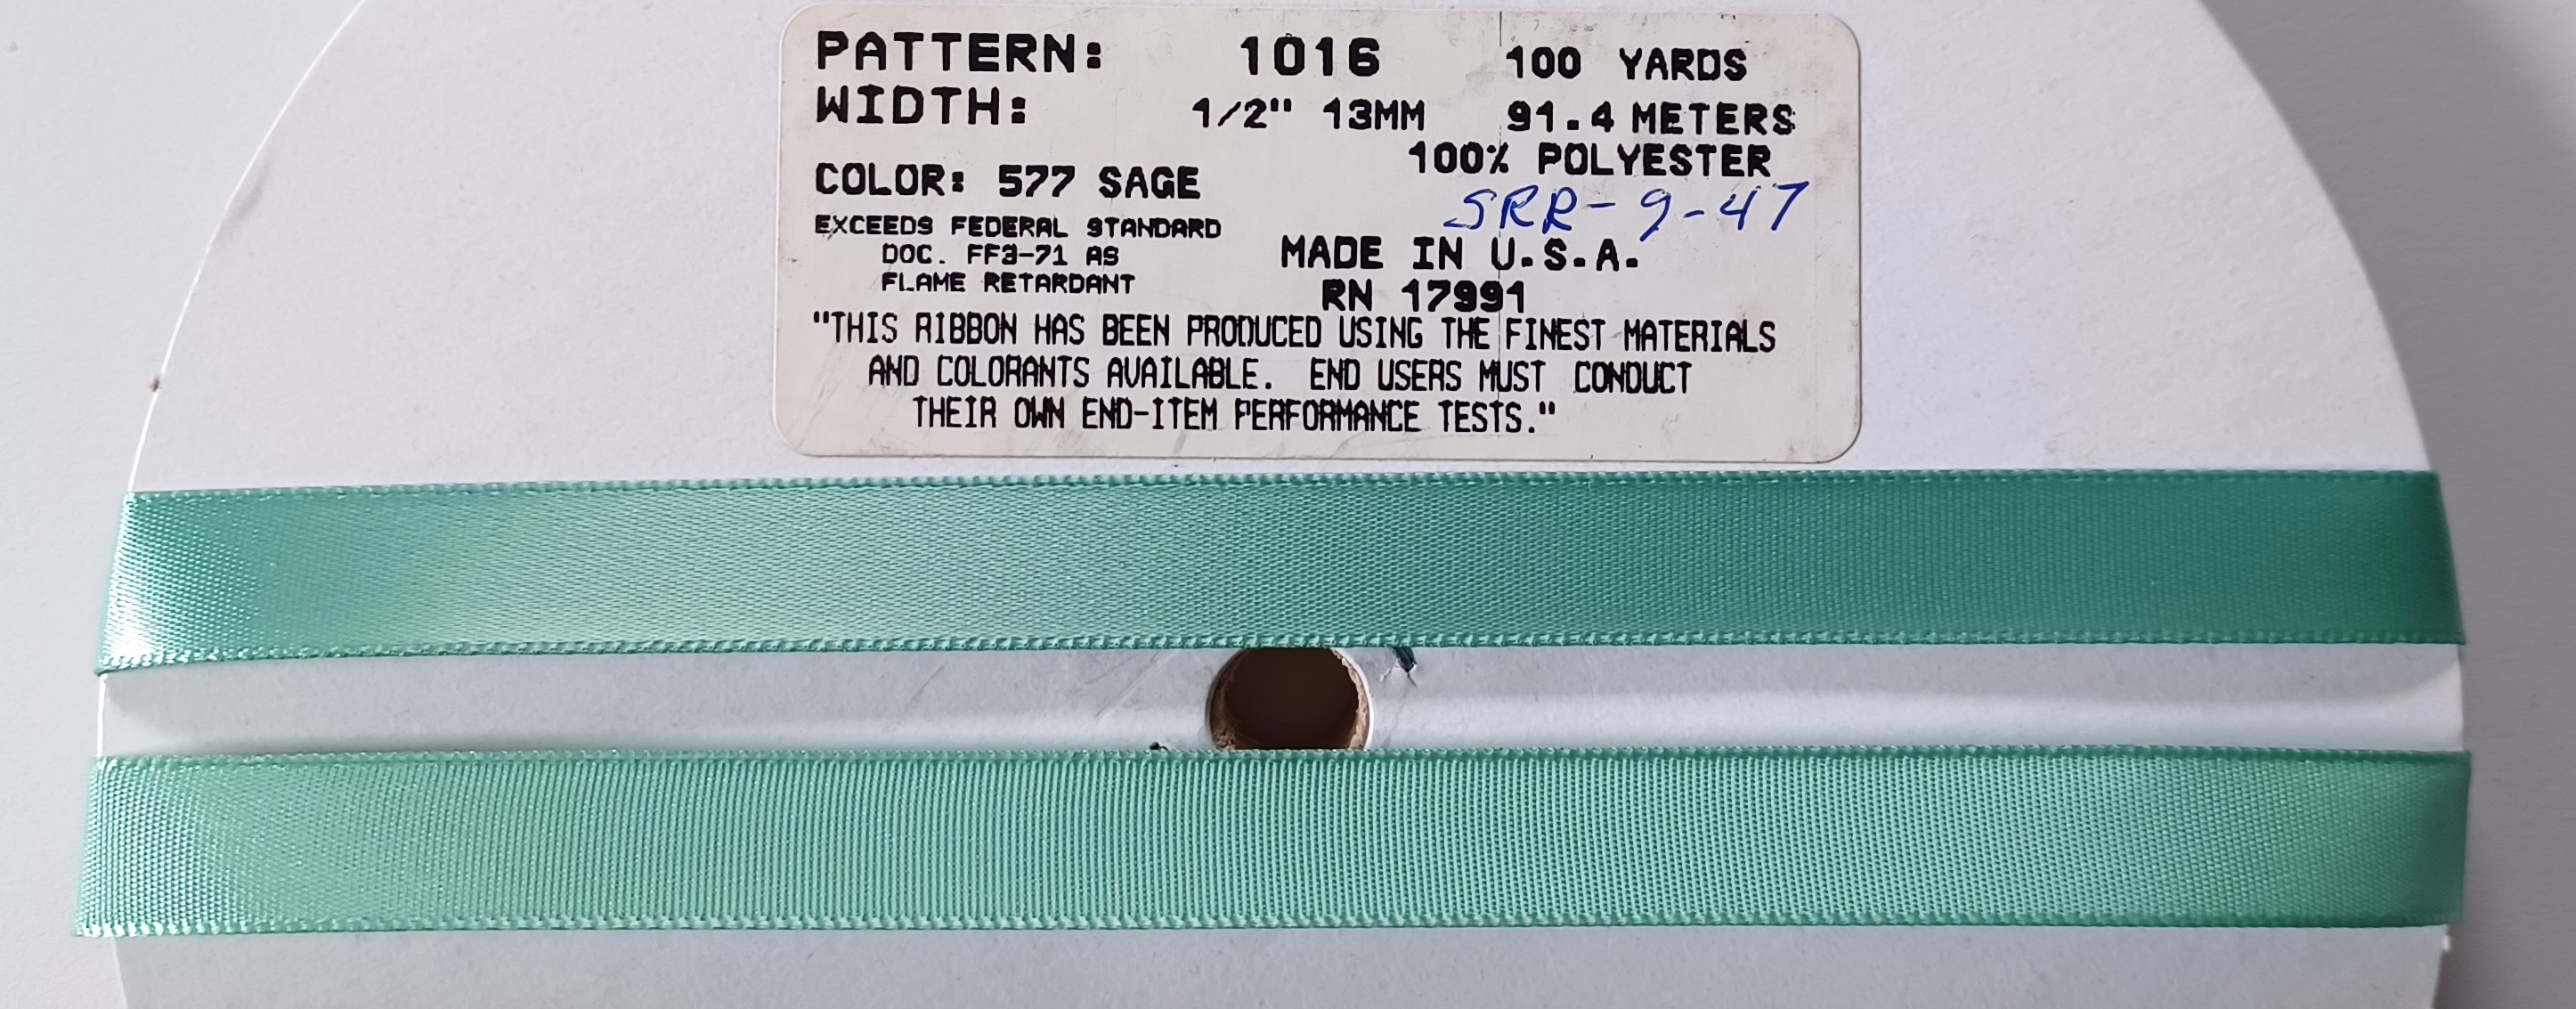 PATTERN: 1016 100 YARDS
WIDTH: 1/2" 13MM 91.4 METERS
100% POLYESTER
COLOR: 577 SAGE
SRR-9-47
EXCEEDS FEDERAL STANDARD
DOC. FF3-71 AS
FLAME RETARDANT
MADE IN U.S.A.
RN 17991
"THIS RIBBON HAS BEEN PRODUCED USING THE FINEST MATERIALS
AND COLORANTS AVAILABLE. END USERS MUST CONDUCT
THEIR OWN END-ITEM PERFORMANCE TESTS."